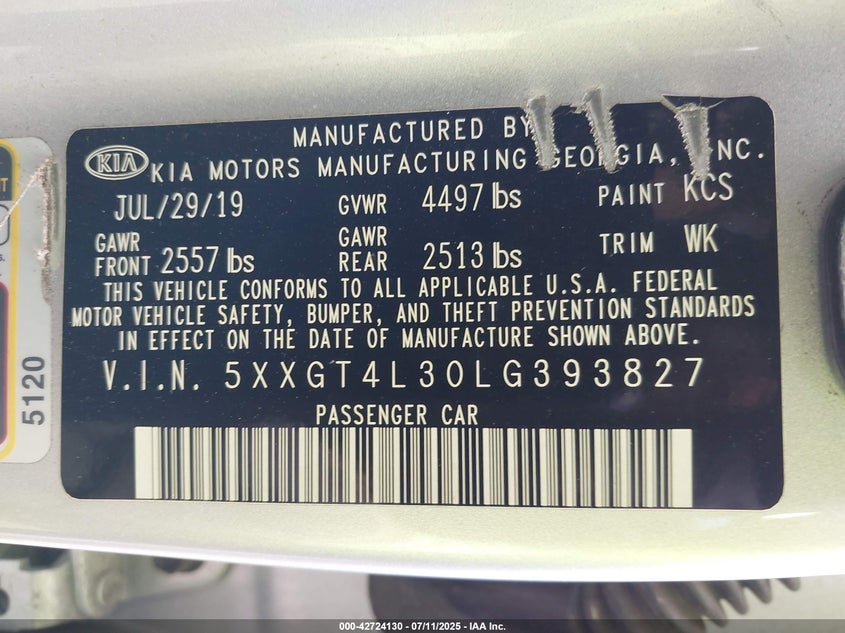 MANUFACTURED BY
KIA KIA MOTORS MANUFACTURING GEORGIA, INC.
JUL/29/19 GVWR 4497 lbs PAINT KCS
GAWR FRONT 2557 lbs GAWR REAR 2513 lbs TRIM WK
THIS VEHICLE CONFORMS TO ALL APPLICABLE U.S.A. FEDERAL
MOTOR VEHICLE SAFETY, BUMPER, AND THEFT PREVENTION STANDARDS
IN EFFECT ON THE DATE OF MANUFACTURE SHOWN ABOVE.
V.I.N. 5XXGT4L30LG393827
PASSENGER CAR
5120
000-42724130 - 07/11/2025 - IAA Inc.